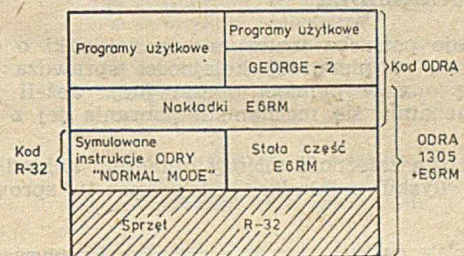 Programy użytkowe
Programy użytkowe
GEORGE-2
Kod ODRA
Nakładki E6RM
Kod
R-32
Symulowane
instrukcje ODRY
"NORMAL MODE"
Stała część
E6RM
ODRA
1305
+E6RM
Sprzęt R-32